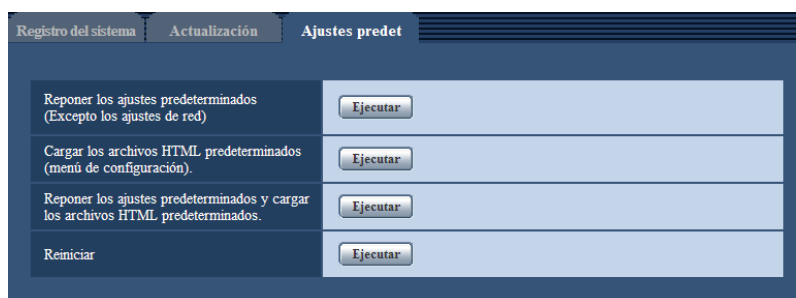 Registro del sistema Actualización Ajustes predet
Reponer los ajustes predeterminados
(Excepto los ajustes de red)
Ejecutar
Cargar los archivos HTML predeterminados
(menú de configuración).
Ejecutar
Reponer los ajustes predeterminados y cargar
los archivos HTML predeterminados.
Ejecutar
Reiniciar
Ejecutar